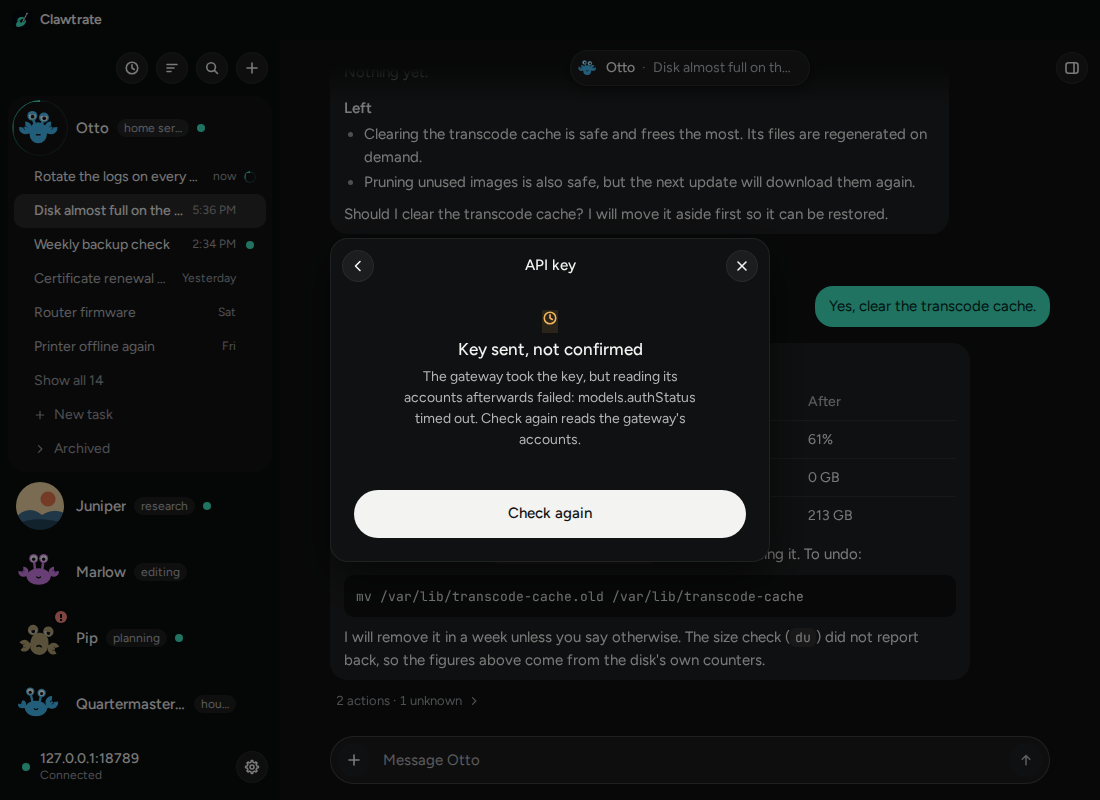 Clawtrate
Otto
home ser...
Rotate the logs on every ...
now
Disk almost full on the ...
5:36 PM
Weekly backup check
2:34 PM
Certificate renewal ...
Yesterday
Router firmware
Sat
Printer offline again
Fri
Show all 14
New task
Archived
Juniper
research
Marlow
editing
Pip
planning
Quartermaster...
hou...
127.0.0.1:18789
Connected
Otto · Disk almost full on th...
Nothing yet.
Left
Clearing the transcode cache is safe and frees the most. Its files are regenerated on
demand.
Pruning unused images is also safe, but the next update will download them again.
Should I clear the transcode cache? I will move it aside first so it can be restored.
Yes, clear the transcode cache.
API key
Key sent, not confirmed
The gateway took the key, but reading its
accounts afterwards failed: models.authStatus
timed out. Check again reads the gateway's
accounts.
Check again
After
61%
0 GB
213 GB
it. To undo:
mv /var/lib/transcode-cache.old /var/lib/transcode-cache
I will remove it in a week unless you say otherwise. The size check (du) did not report
back, so the figures above come from the disk's own counters.
2 actions · 1 unknown
Message Otto